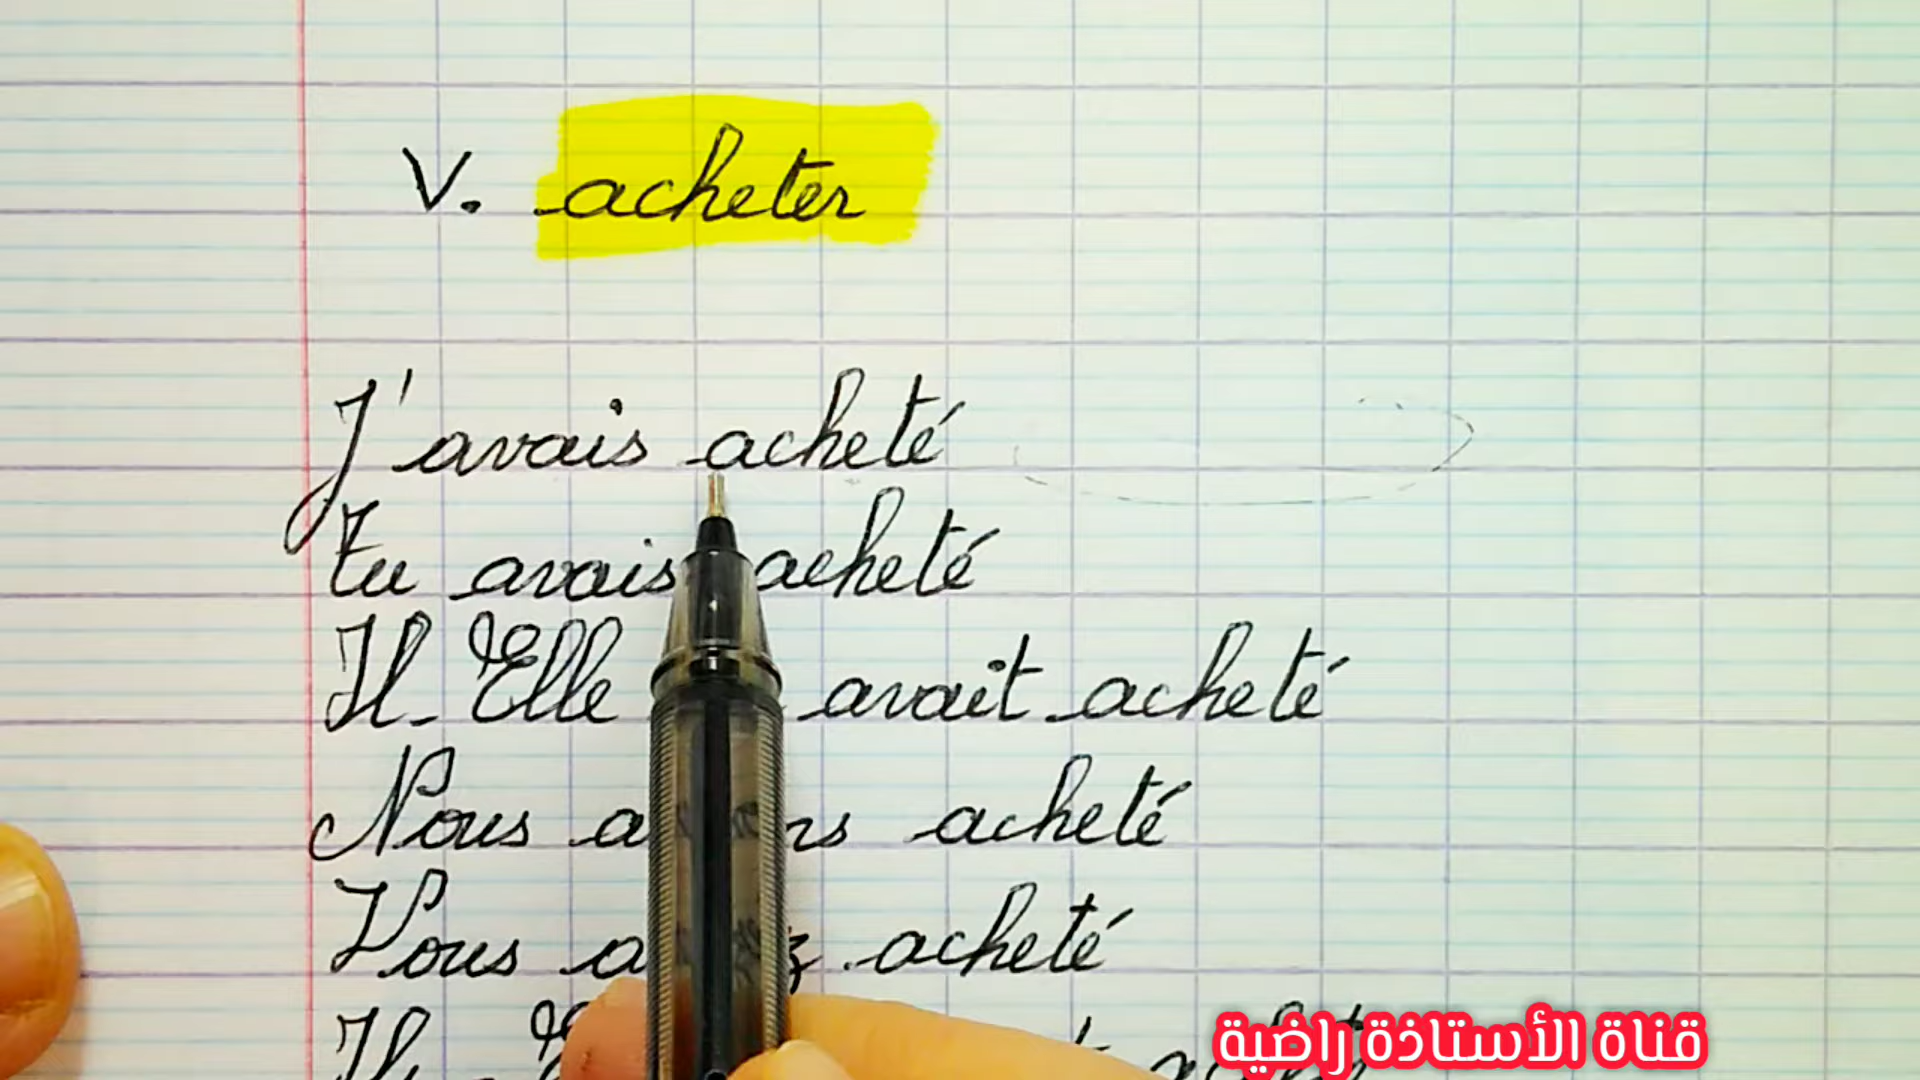 V. acheter
J'avais acheté
Tu avais acheté
Il. Elle avait acheté
Nous acheté
Vous acheté
قناة الأستاذة راضية